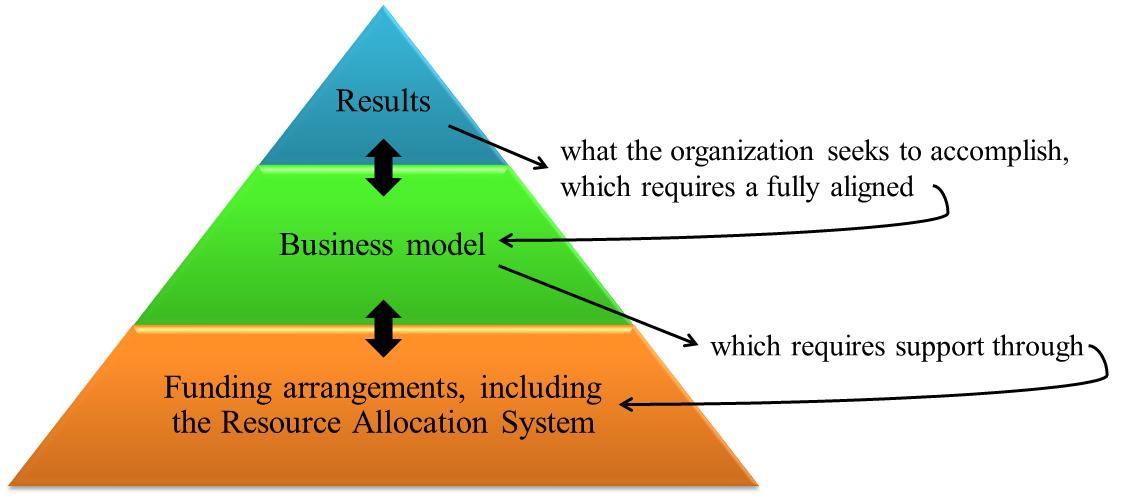 Results
what the organization seeks to accomplish,
which requires a fully aligned
Business model
which requires support through
Funding arrangements, including
the Resource Allocation System